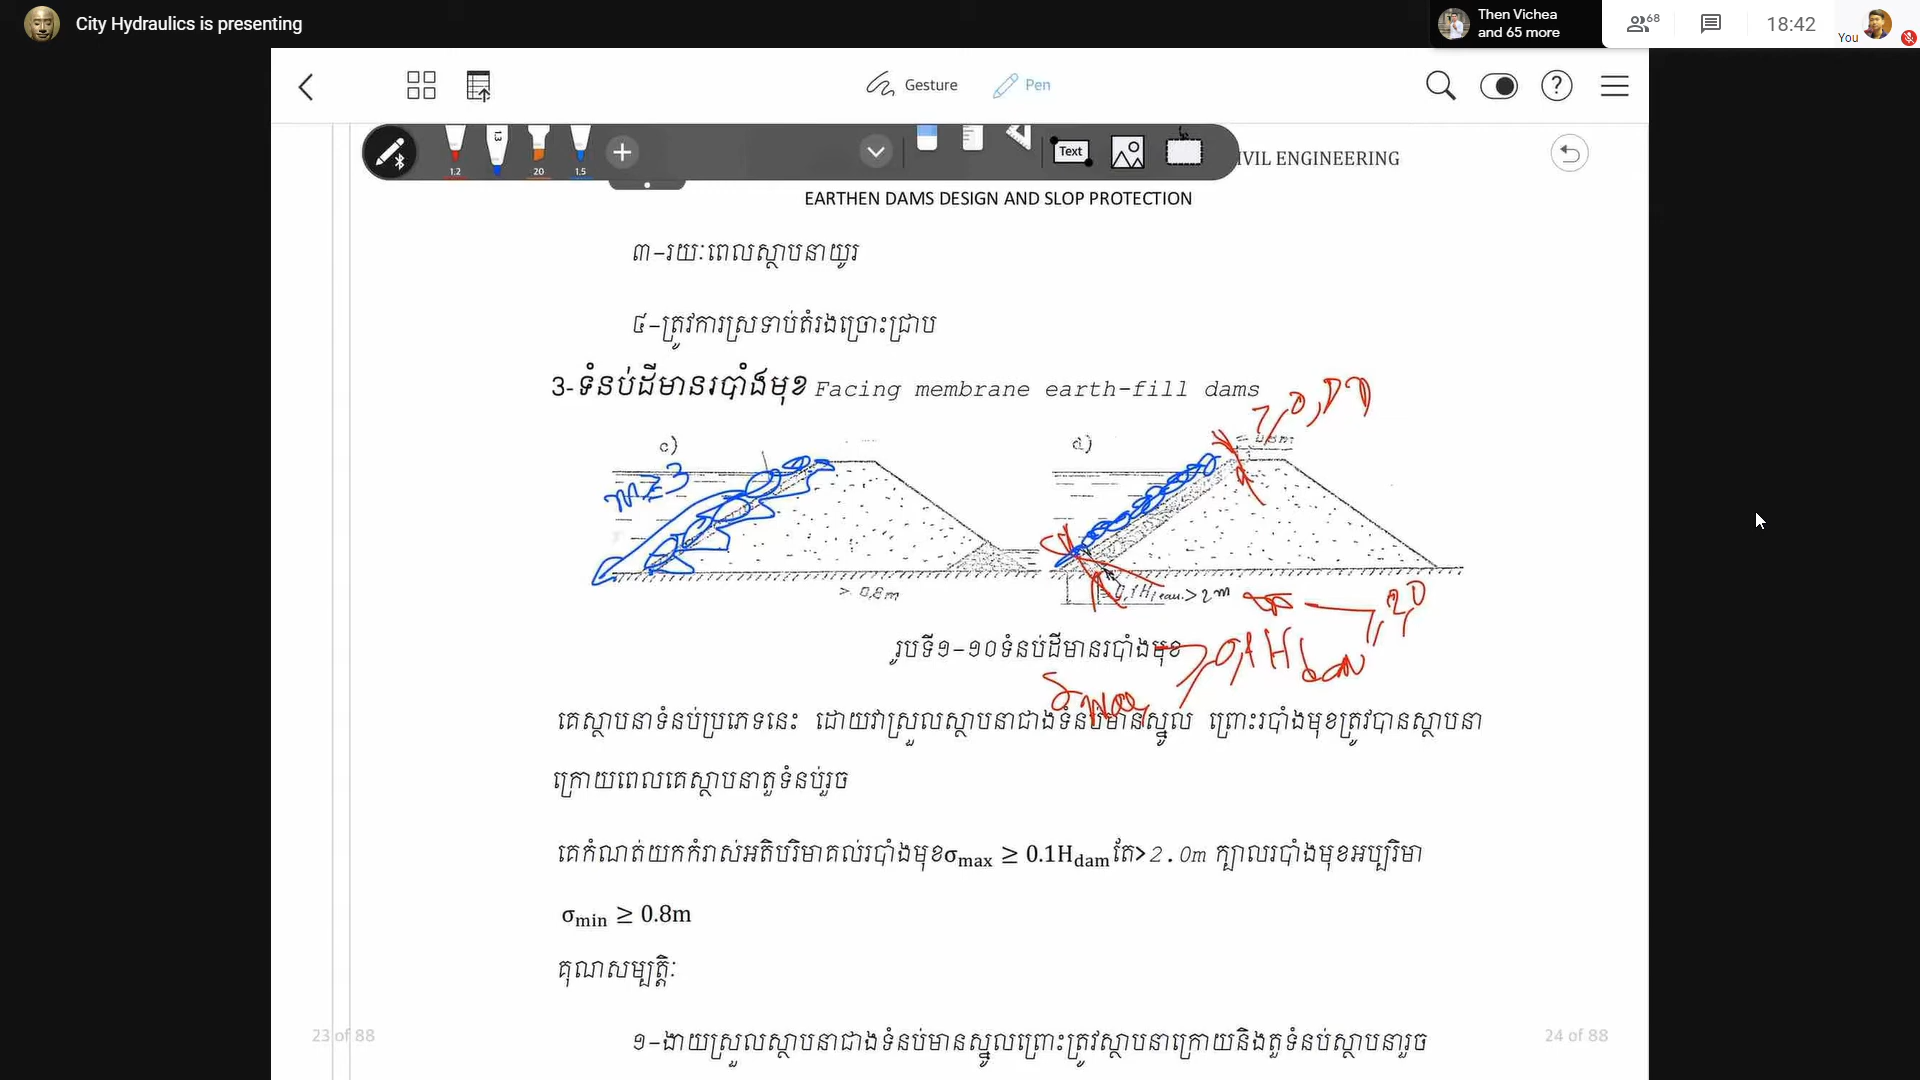 City Hydraulics is presenting
Then Vichea
and 65 more
68
18:42
You
Gesture
Pen
1.2
13
20
1.5
Text
IVIL ENGINEERING
EARTHEN DAMS DESIGN AND SLOP PROTECTION
៣-រយៈពេលស្ថាបនាយូរ
៤-ត្រូវការស្រទាប់តំរងច្រោះជ្រាប
3-ទំនប់ដីមានរបាំងមុខ Facing membrane earth-fill dams
c)
d)
m≥3
> 0,8m
> 2m
រូបទី១-១០ទំនប់ដីមានរបាំងមុខ
គេស្ថាបនាទំនប់ប្រភេទនេះ ដោយវាស្រួលស្ថាបនាជាងទំនប់មានស្នូល ព្រោះរបាំងមុខត្រូវបានស្ថាបនា
ក្រោយពេលគេស្ថាបនាតួទំនប់រួច
គេកំណត់យកកំរាស់អតិបរិមាគល់របាំងមុខσmax ≥ 0.1Hdamតែ>2.0m ក្បាលរបាំងមុខអប្បរិមា
σmin ≥ 0.8m
គុណសម្បត្តិៈ
១-ងាយស្រួលស្ថាបនាជាងទំនប់មានស្នូលព្រោះត្រូវស្ថាបនាក្រោយនិងតួទំនប់ស្ថាបនារួច
23 of 88
24 of 88